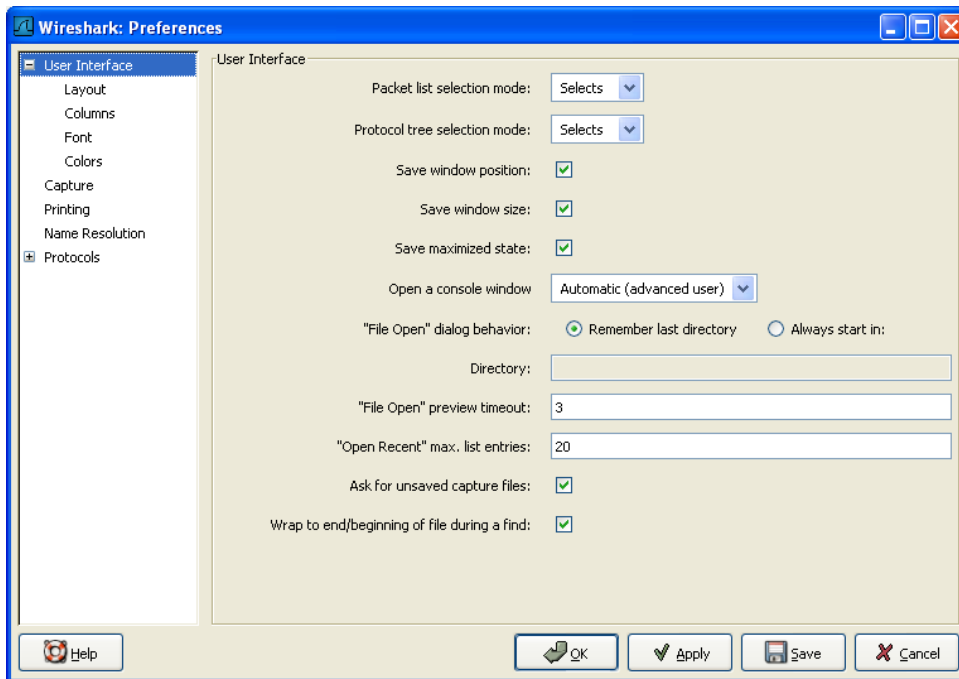 Wireshark: Preferences
User Interface
Layout
Columns
Font
Colors
Capture
Printing
Name Resolution
Protocols
User Interface
Packet list selection mode: Selects
Protocol tree selection mode: Selects
Save window position:
Save window size:
Save maximized state:
Open a console window Automatic (advanced user)
"File Open" dialog behavior: Remember last directory Always start in:
Directory:
"File Open" preview timeout: 3
"Open Recent" max. list entries: 20
Ask for unsaved capture files:
Wrap to end/beginning of file during a find:
Help OK Apply Save Cancel